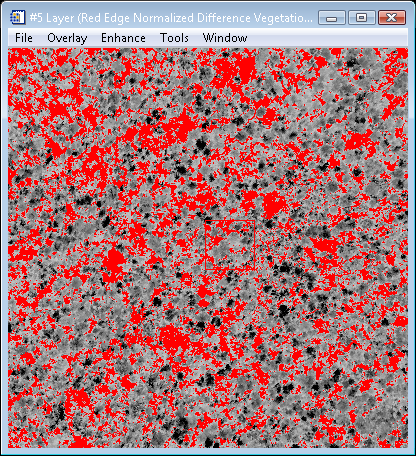 #5 Layer (Red Edge Normalized Difference Vegetatio...
File Overlay Enhance Tools Window